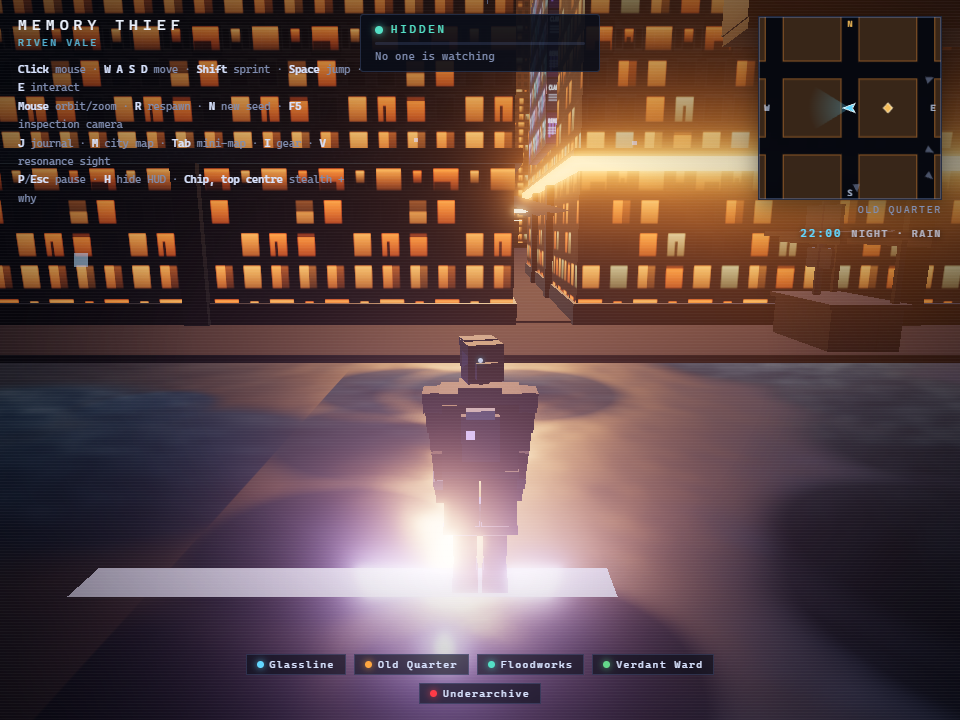 MEMORY THIEF
RIVEN VALE
Click mouse · W A S D move · Shift sprint · Space jump ·
E interact
Mouse orbit/zoom · R respawn · N new seed · F5
inspection camera
J journal · M city map · Tab mini-map · I gear · V
resonance sight
P/Esc pause · H hide HUD · Chip, top centre stealth -
why
HIDDEN
No one is watching
N
W
E
S
OLD QUARTER
22:00 NIGHT · RAIN
Glassline
Old Quarter
Floodworks
Verdant Ward
Underarchive